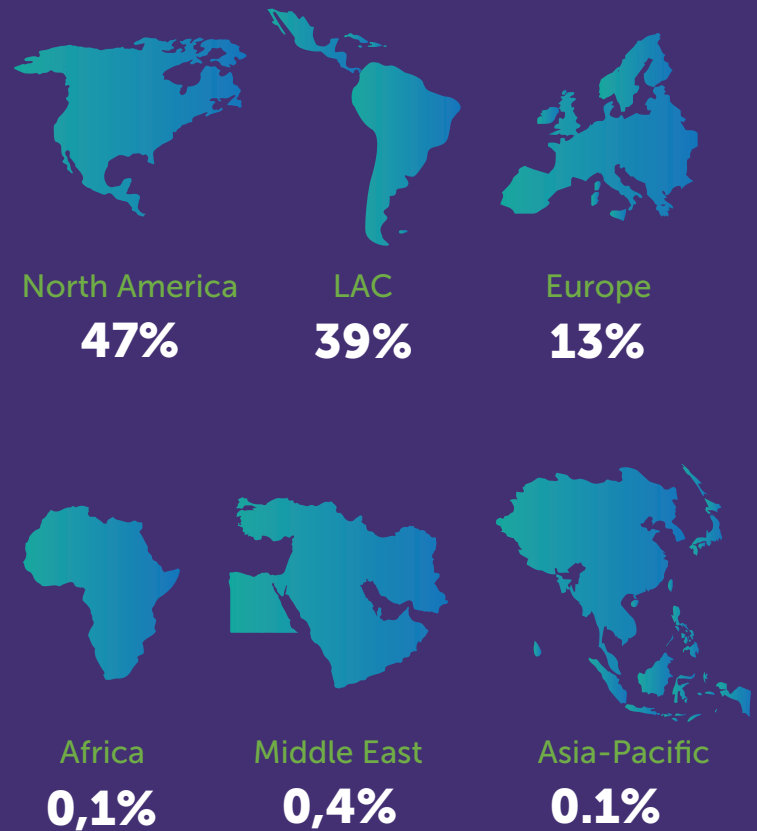 North America
47%
LAC
39%
Europe
13%
Africa
0,1%
Middle East
0,4%
Asia-Pacific
0.1%